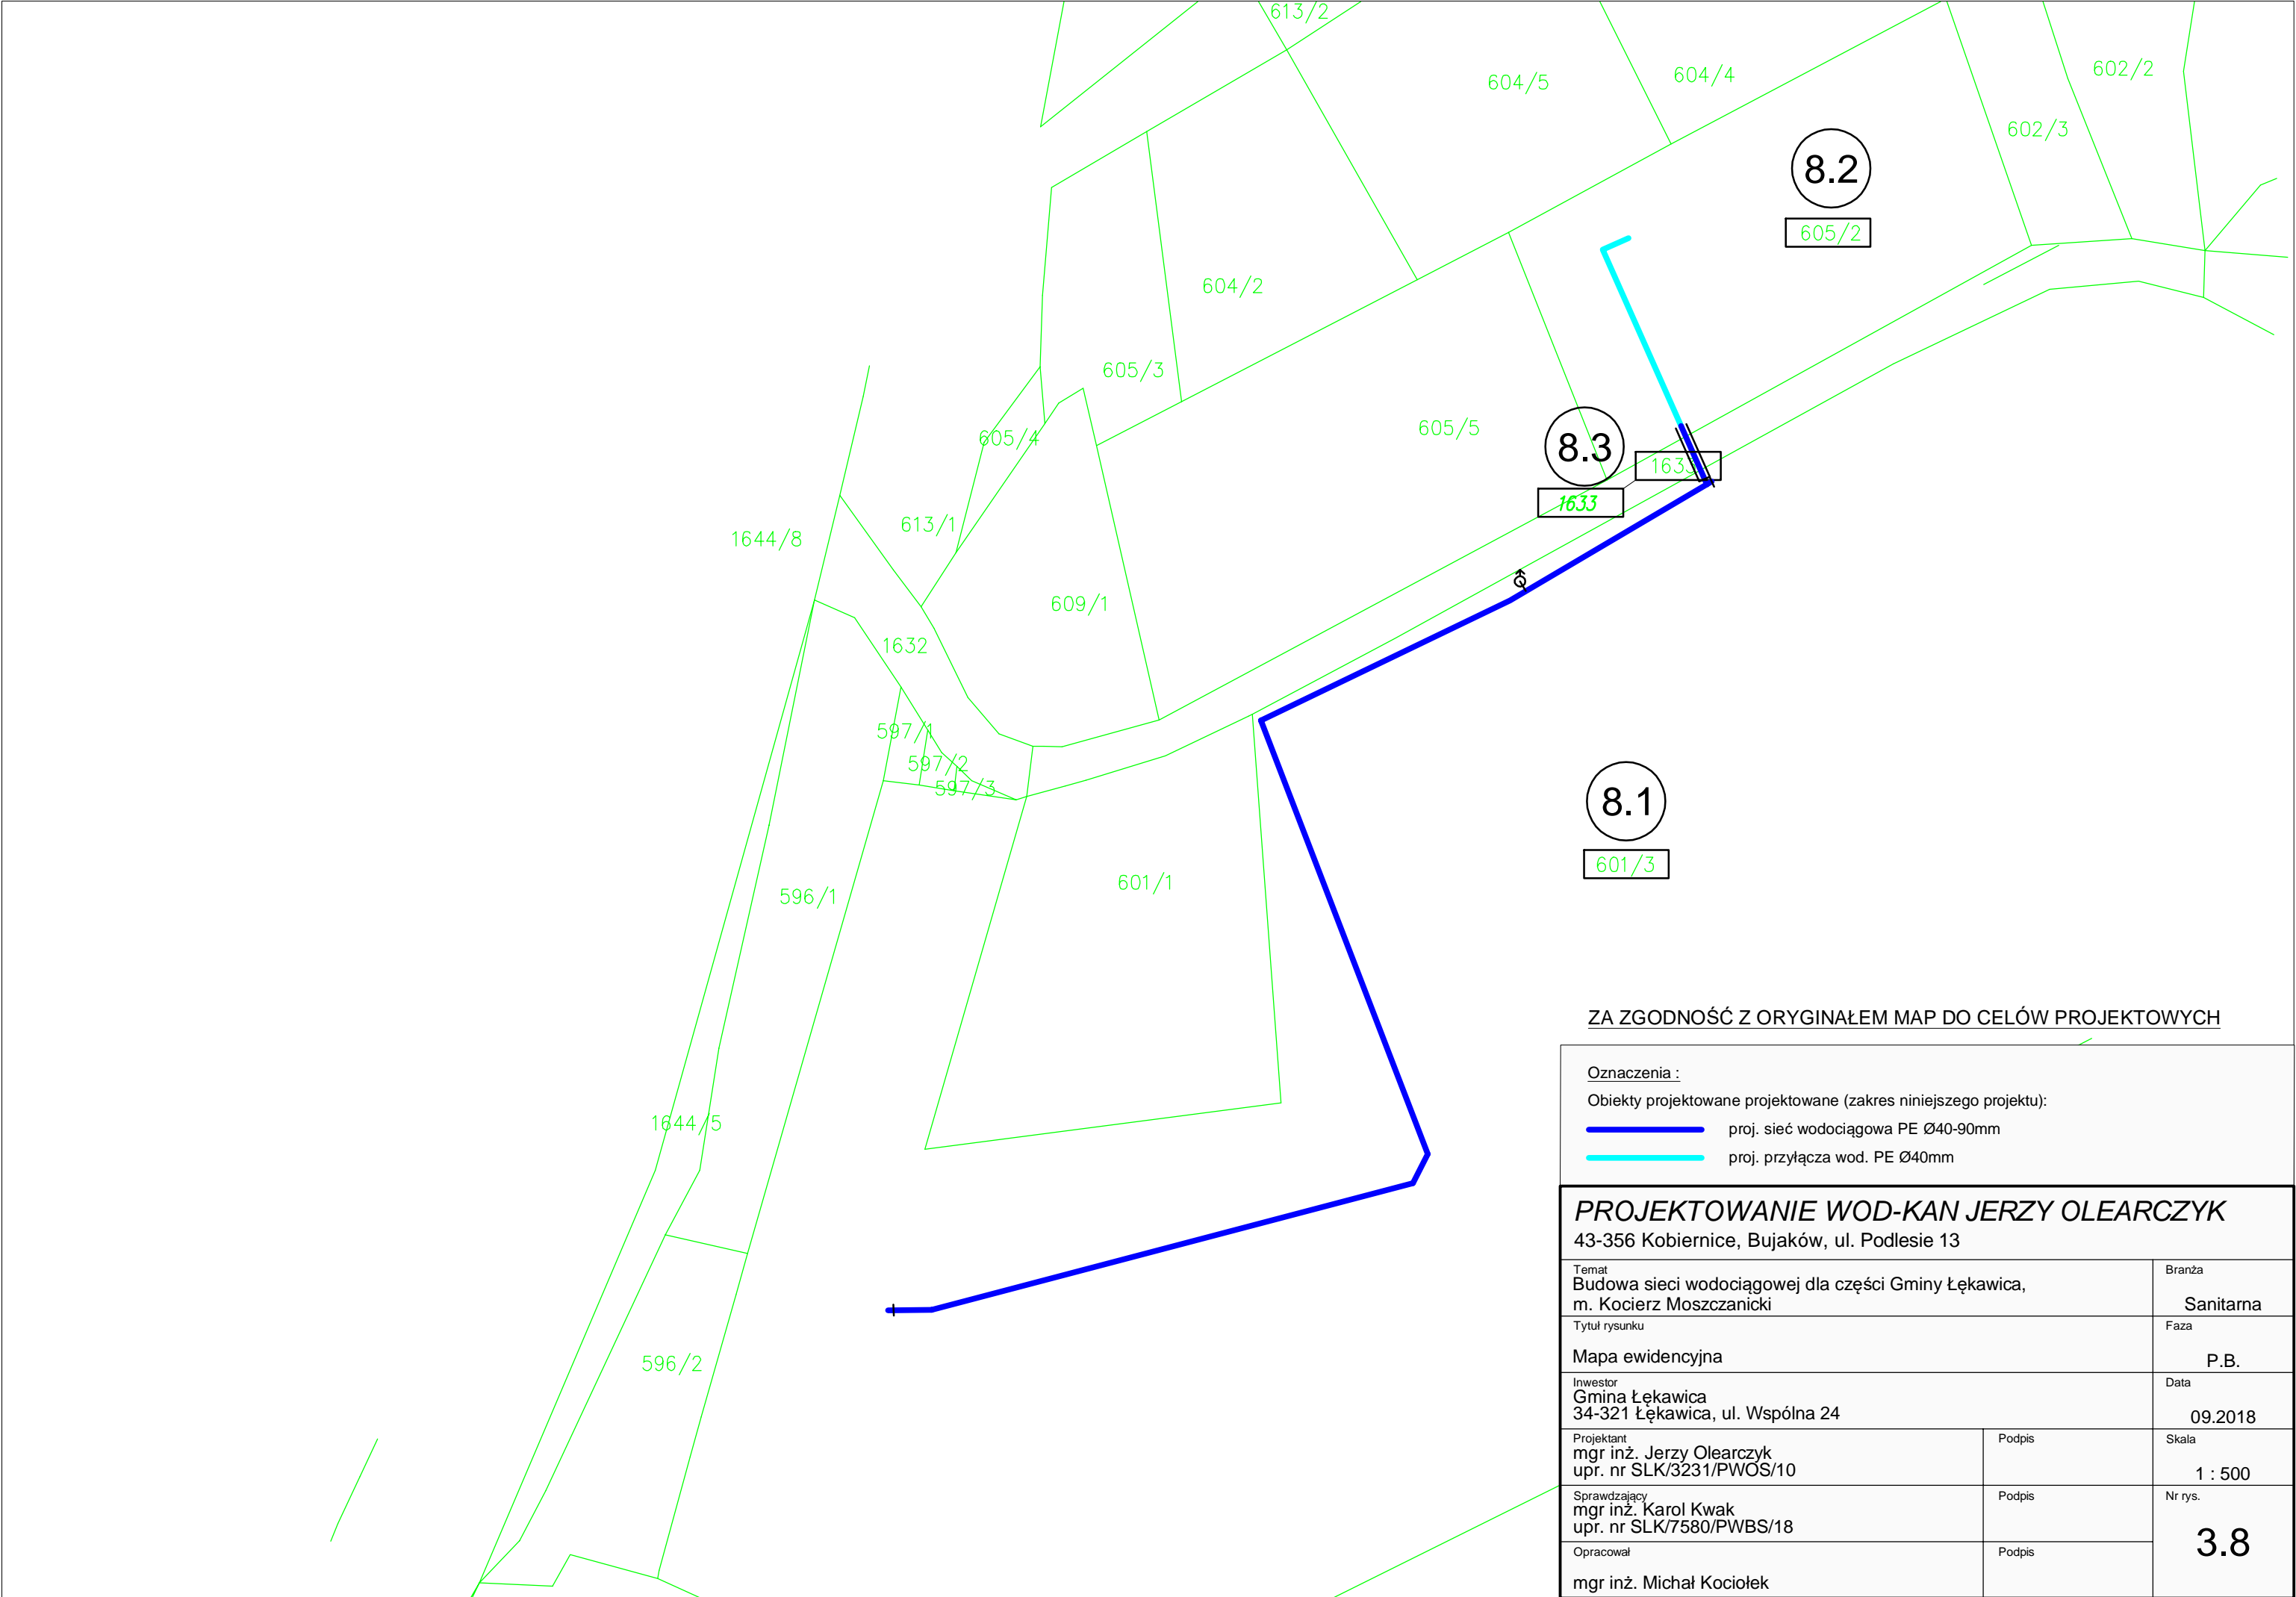 613/2
604/5
604/4
602/2
602/3
8.2
605/2
604/2
605/3
605/4
605/5
8.3
1633
1633
613/1
1644/8
609/1
1632
597/1
597/2
597/3
8.1
601/3
596/1
601/1
1644/5
596/2
ZA ZGODNOŚĆ Z ORYGINAŁEM MAP DO CELÓW PROJEKTOWYCH
Oznaczenia :
Obiekty projektowane projektowane (zakres niniejszego projektu):
proj. sieć wodociągowa PE Ø40-90mm
proj. przyłącza wod. PE Ø40mm
PROJEKTOWANIE WOD-KAN JERZY OLEARCZYK
43-356 Kobiernice, Bujaków, ul. Podlesie 13
Temat
Budowa sieci wodociągowej dla części Gminy Łękawica,
m. Kocierz Moszczanicki
Branża
Sanitarna
Tytuł rysunku
Mapa ewidencyjna
Faza
P.B.
Inwestor
Gmina Łękawica
34-321 Łękawica, ul. Wspólna 24
Data
09.2018
Projektant
mgr inż. Jerzy Olearczyk
upr. nr SLK/3231/PWOS/10
Podpis
Skala
1 : 500
Sprawdzający
mgr inż. Karol Kwak
upr. nr SLK/7580/PWBS/18
Podpis
Nr rys.
3.8
Opracował
mgr inż. Michał Kociołek
Podpis